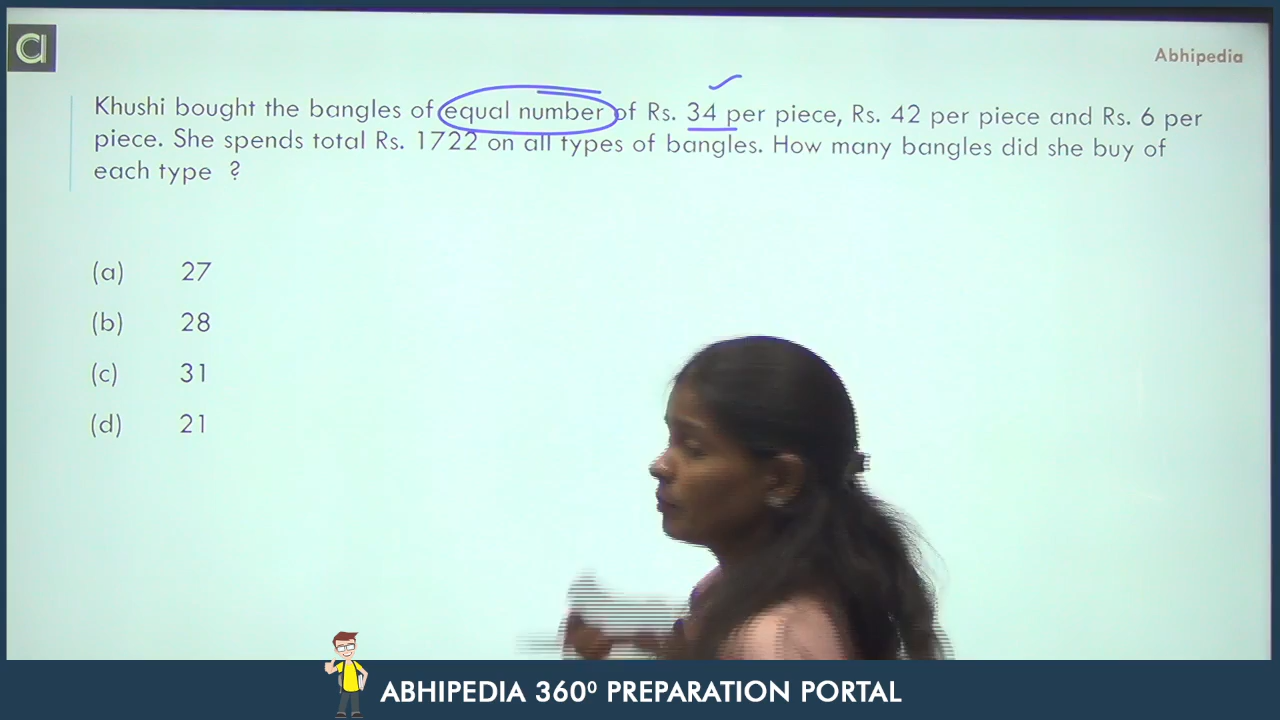 Abhipedia
Khushi bought the bangles of equal number of Rs. 34 per piece, Rs. 42 per piece and Rs. 6 per
piece. She spends total Rs. 1722 on all types of bangles. How many bangles did she buy of
each type ?
(a) 27
(b) 28
(c) 31
(d) 21
ABHIPEDIA 360⁰ PREPARATION PORTAL